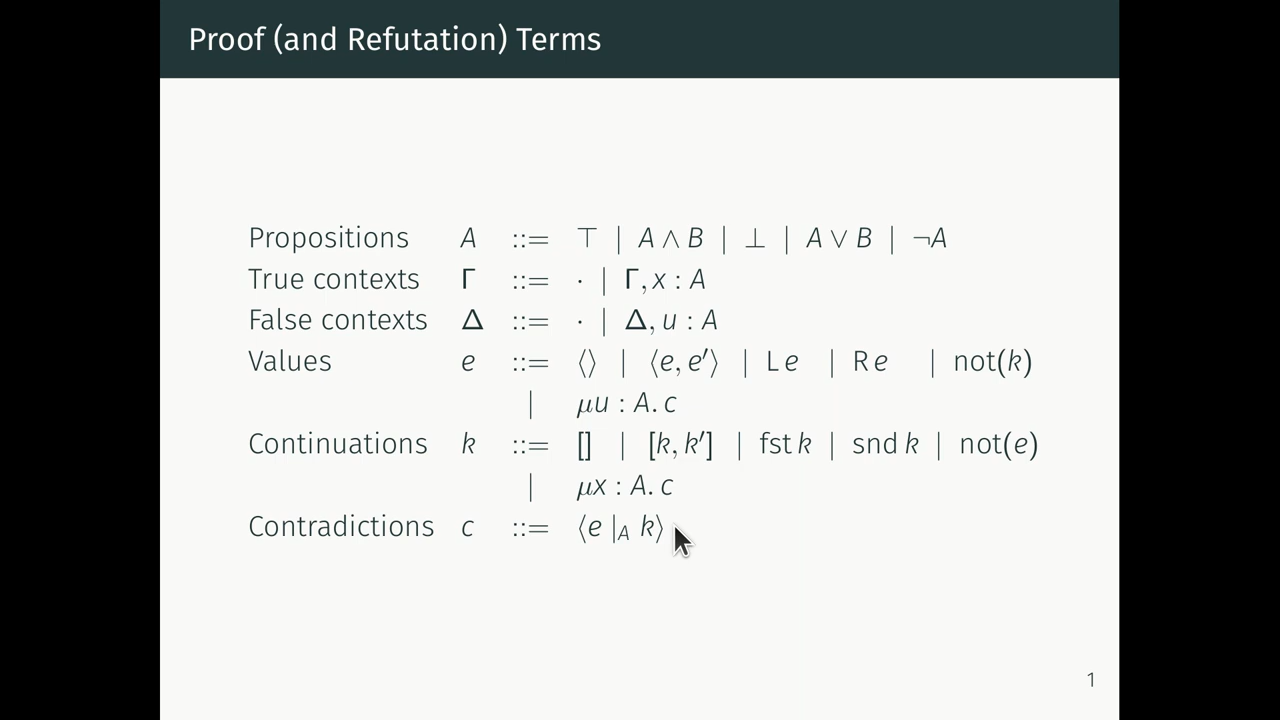 Proof (and Refutation) Terms
Propositions A ::= ⊤ | A ∧ B | ⊥ | A ∨ B | ¬A
True contexts Γ ::= · | Γ, x : A
False contexts Δ ::= · | Δ, u : A
Values e ::= ⟨⟩ | ⟨e, e′⟩ | L e | R e | not(k)
| μu : A. c
Continuations k ::= [] | [k, k′] | fst k | snd k | not(e)
| μx : A. c
Contradictions c ::= ⟨e |_A k⟩
1